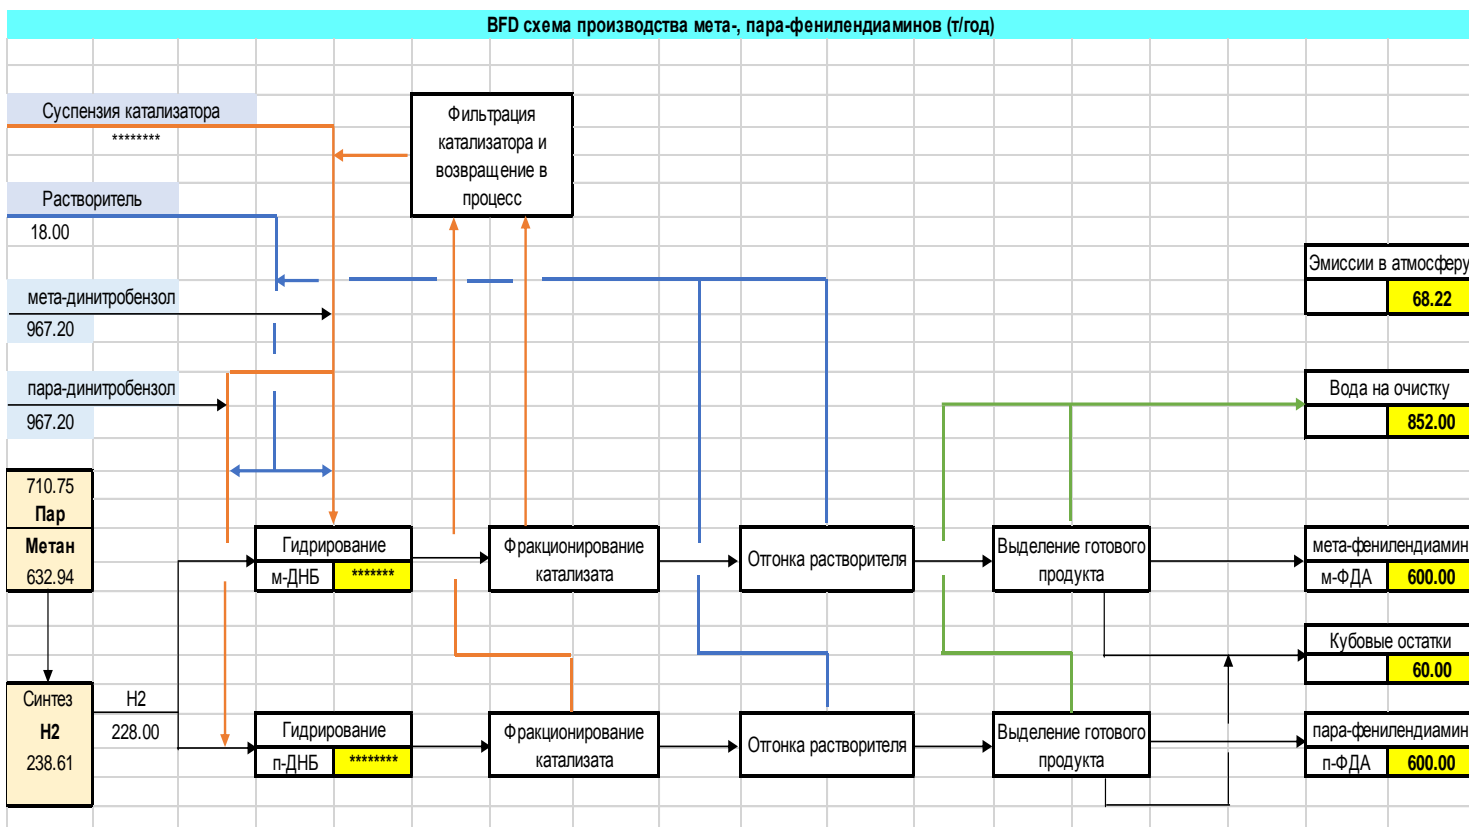 BFD схема производства мета-, пара-фенилендиаминов (т/год)
Суспензия катализатора
********
Фильтрация
катализатора и
возвращение в
процесс
Растворитель
18.00
Эмиссии в атмосферу
68.22
мета-динитробензол
967.20
пара-динитробензол
967.20
Вода на очистку
852.00
710.75
Пар
Метан
632.94
Гидрирование
м-ДНБ
*******
Фракционирование
катализата
Отгонка растворителя
Выделение готового
продукта
мета-фенилендиамин
м-ФДА
600.00
Кубовые остатки
60.00
Синтез
Н2
238.61
Н2
228.00
Гидрирование
п-ДНБ
********
Фракционирование
катализата
Отгонка растворителя
Выделение готового
продукта
пара-фенилендиамин
п-ФДА
600.00